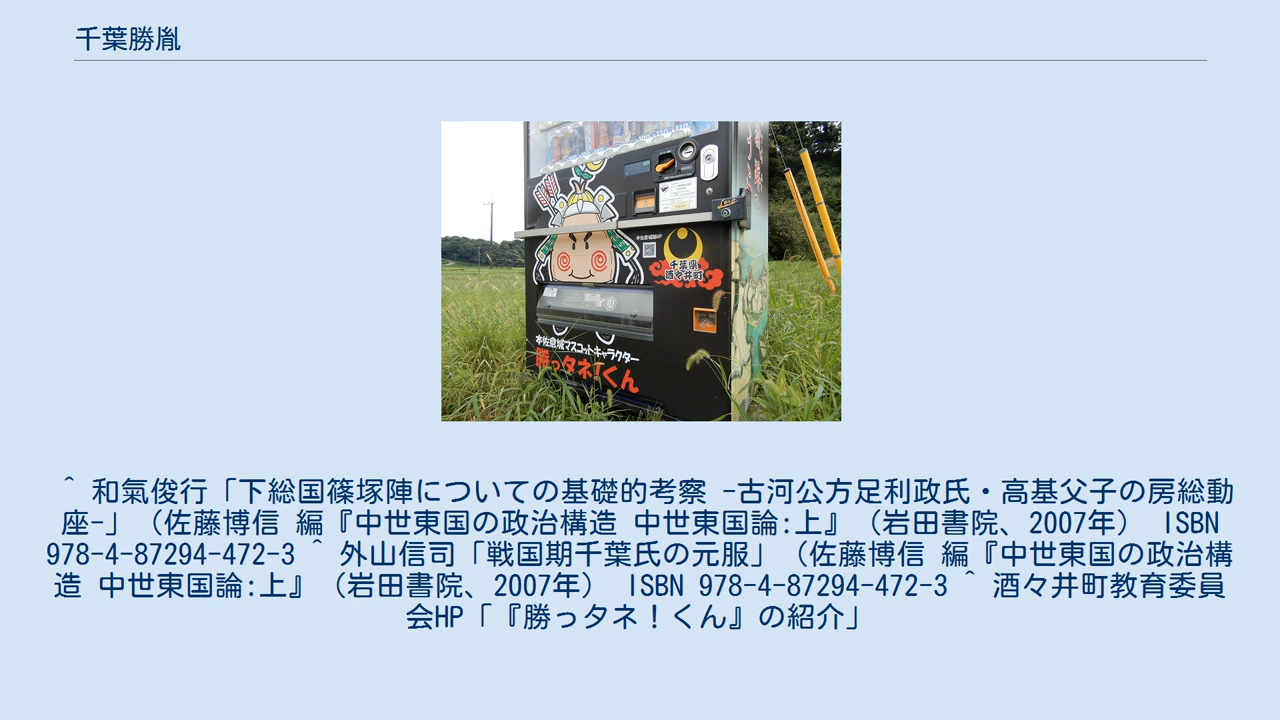 千葉勝胤
千葉県
酒々井町
本佐倉城マスコットキャラクター
勝っタネ!くん
^ 和氣俊行「下総国篠塚陣についての基礎的考察 -古河公方足利政氏・高基父子の房総動
座-」（佐藤博信 編『中世東国の政治構造 中世東国論:上』（岩田書院、2007年） ISBN
978-4-87294-472-3 ^ 外山信司「戦国期千葉氏の元服」（佐藤博信 編『中世東国の政治構
造 中世東国論:上』（岩田書院、2007年） ISBN 978-4-87294-472-3 ^ 酒々井町教育委員
会HP「『勝っタネ！くん』の紹介」